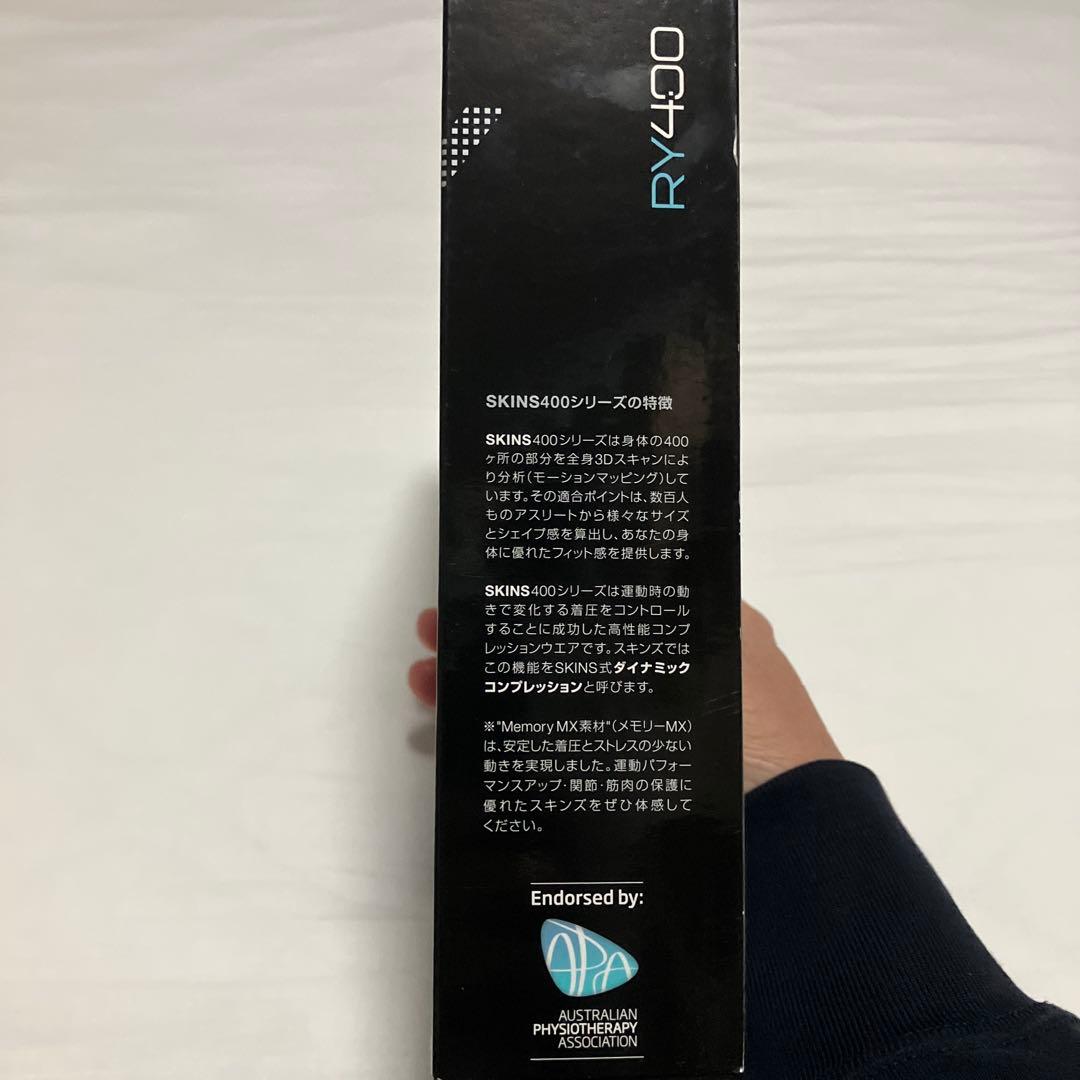 RY400
SKINS400シリーズの特徴
SKINS400シリーズは身体の400
ヶ所の部分を全身3Dスキャンによ
り分析(モーションマッピング)して
います。その適合ポイントは、数百人
ものアスリートから様々なサイズ
とシェイプ感を算出し、あなたの身
体に優れたフィット感を提供します。
SKINS400シリーズは運動時の動
きで変化する着圧をコントロール
することに成功した高性能コンプ
レッションウエアです。スキンズでは
この機能をSKINS式ダイナミック
コンプレッションと呼びます。
※"Memory MX素材"(メモリーMX)
は、安定した着圧とストレスの少ない
動きを実現しました。運動パフォー
マンスアップ・関節・筋肉の保護に
優れたスキンズをぜひ体感して
ください。
Endorsed by:
APA
AUSTRALIAN
PHYSIOTHERAPY
ASSOCIATION